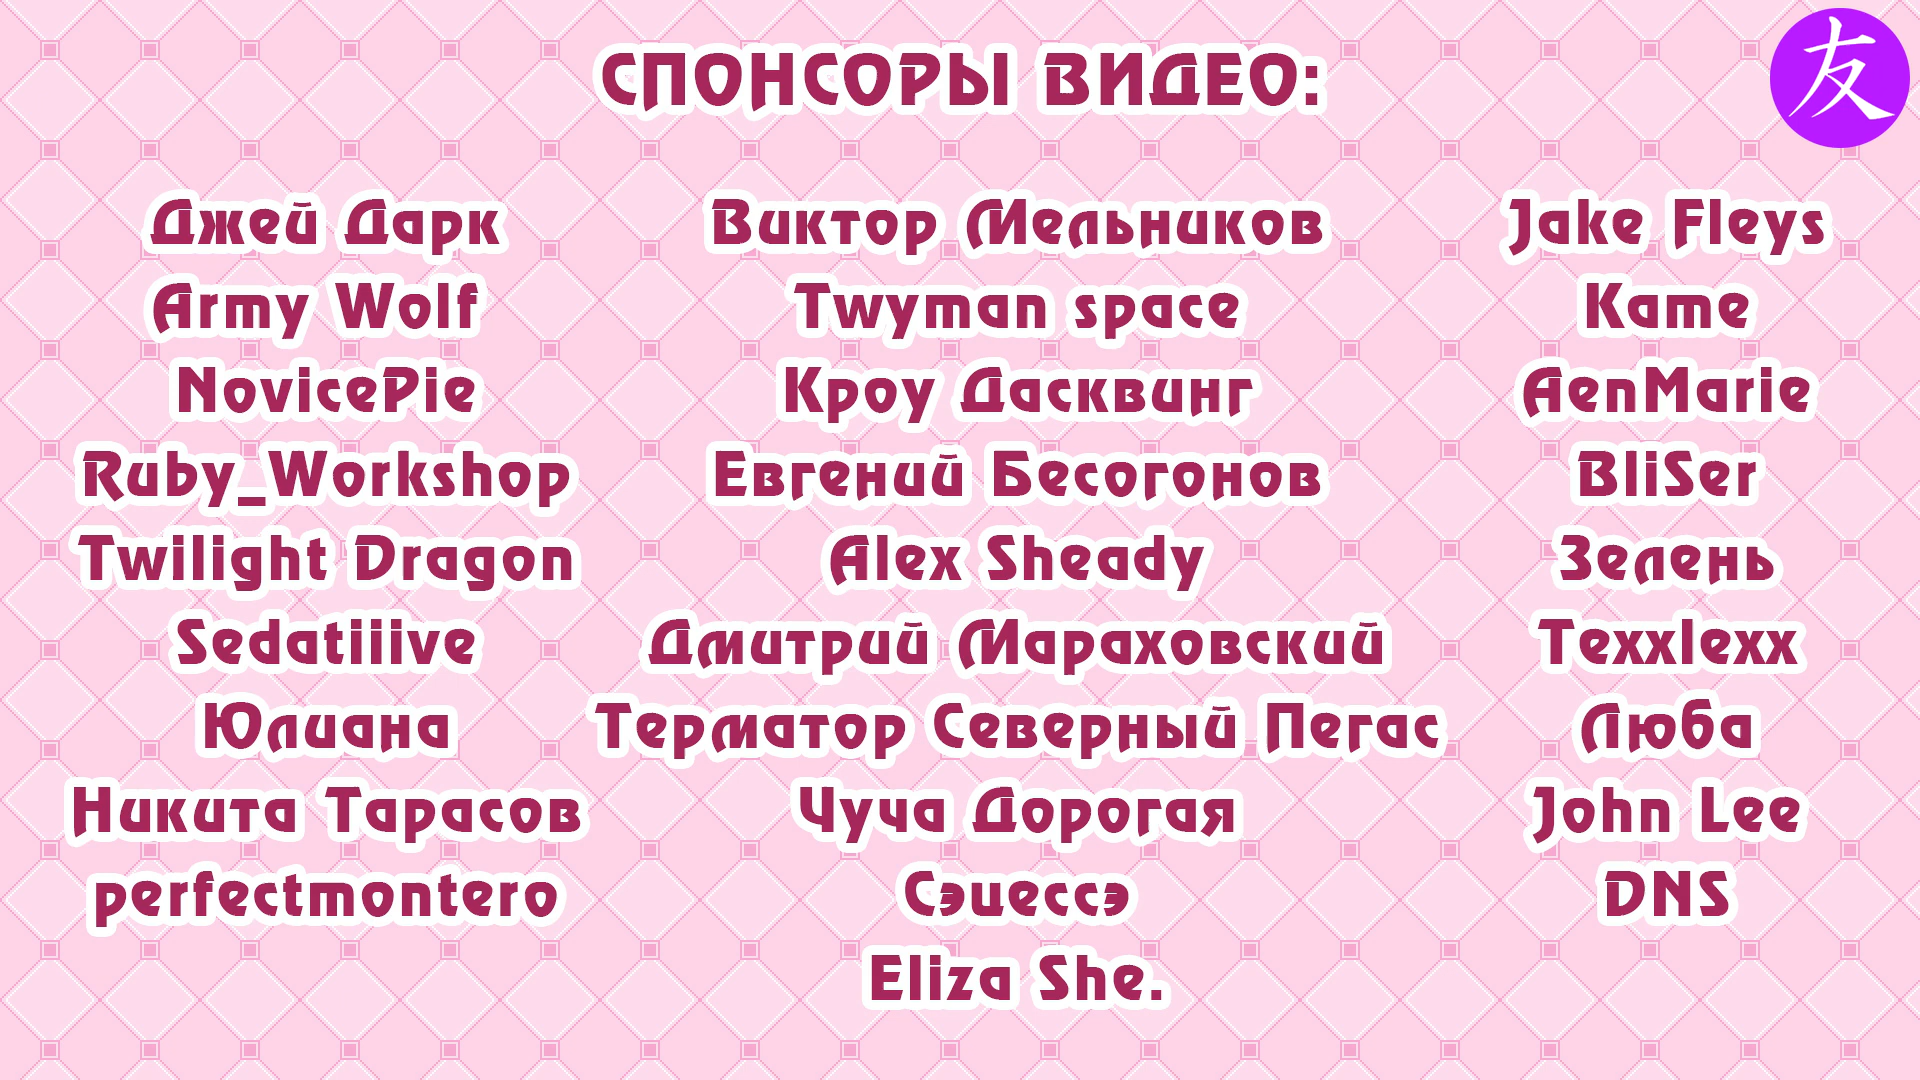 СПОНСОРЫ ВИДЕО:
友
Джей Дарк
Army Wolf
NovicePie
Ruby_Workshop
Twilight Dragon
Sedatiiive
Юлиана
Никита Тарасов
perfectmontero
Виктор Мельников
Twyman space
Кроу Дасквинг
Евгений Бесогонов
Alex Sheady
Дмитрий Мараховский
Терматор Северный Пегас
Чуча Дорогая
Сэцессэ
Eliza She.
Jake Fleys
Kame
AenMarie
BliSer
Зелень
Texxlexx
Люба
John Lee
DNS